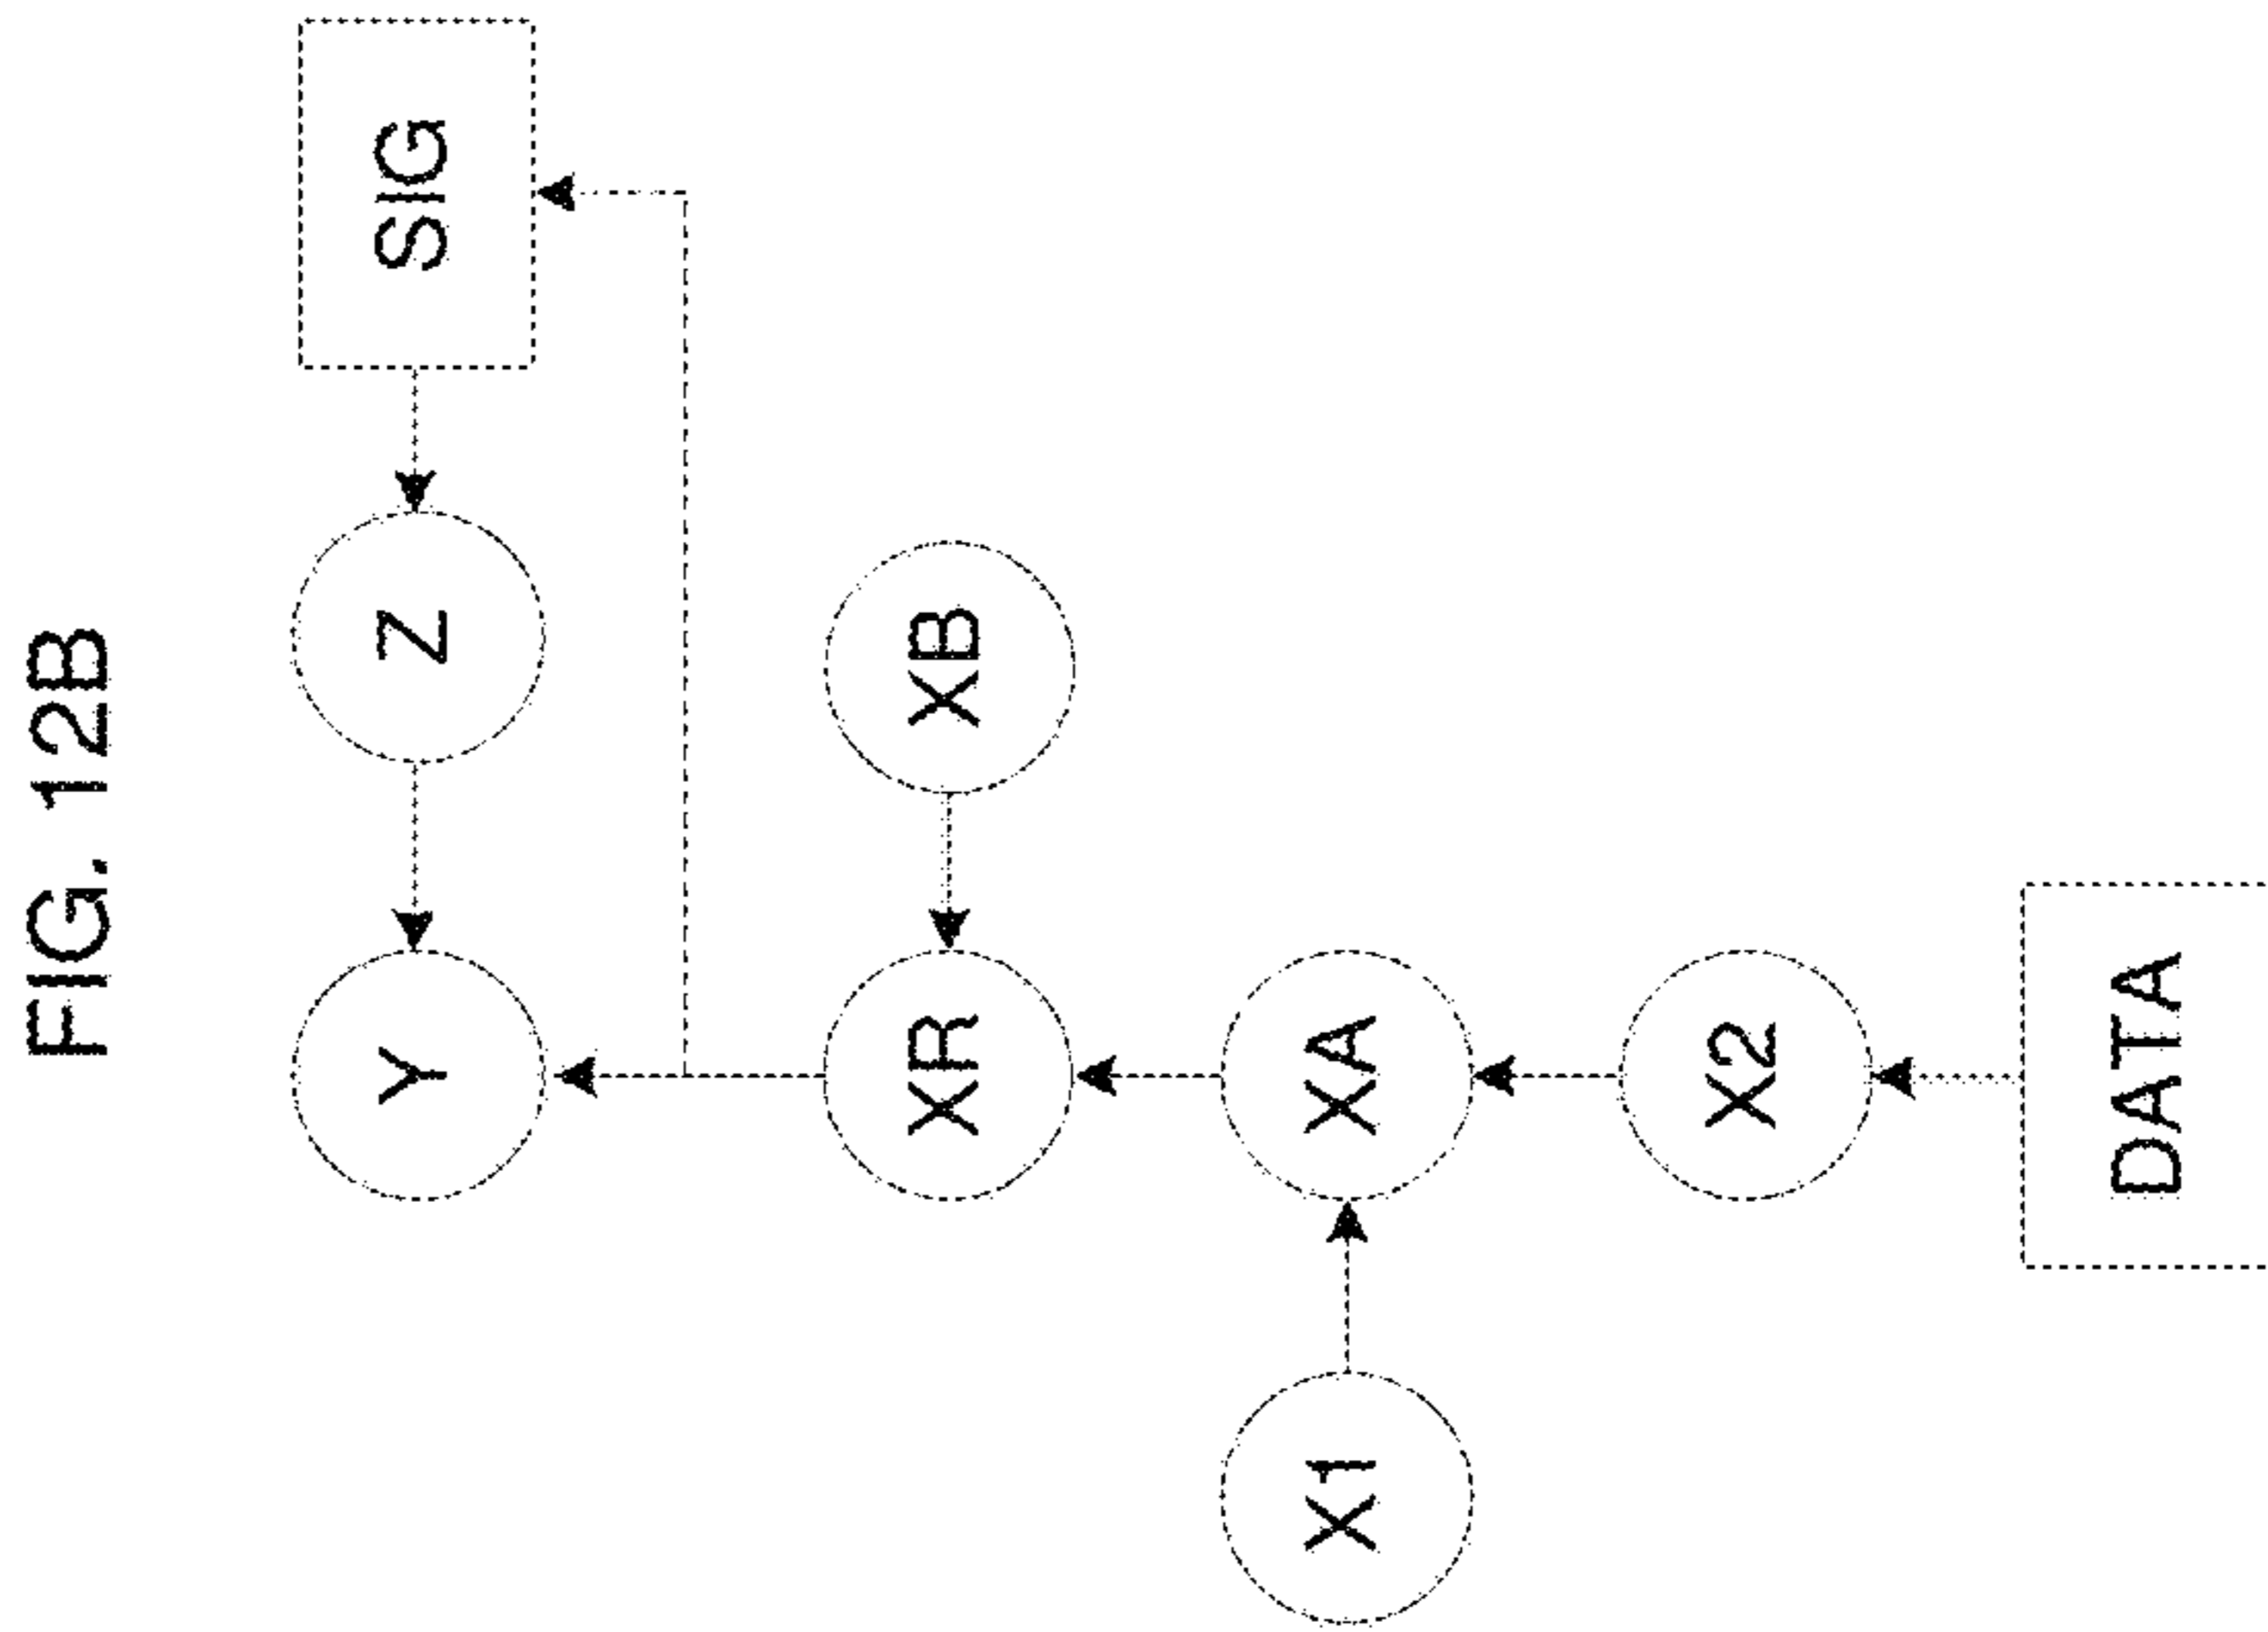 FIG. 12B
Y
Z
SIG
XR
XB
X1
XA
X2
DATA